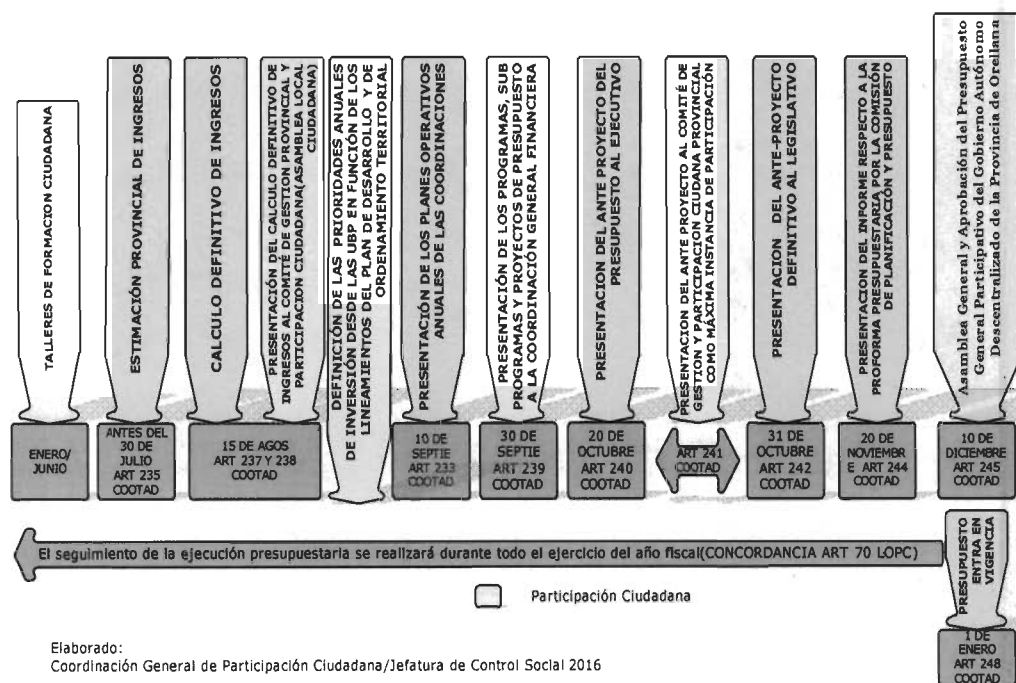 TALLERES DE FORMACION CIUDADANA
ESTIMACIÓN PROVINCIAL DE INGRESOS
CALCULO DEFINITIVO DE INGRESOS
PRESENTACIÓN DEL CALCULO DEFINITIVO DE
INGRESOS AL COMITÉ DE GESTION PROVINCIAL Y
PARTICIPACION CIUDADANA(ASAMBLEA LOCAL
CIUDADANA)
DEFINICIÓN DE LAS PRIORIDADES ANUALES
DE INVERSIÓN DESDE LAS UBP EN FUNCIÓN DE LOS
LINEAMIENTOS DEL PLAN DE DESARROLLO Y DE
ORDENAMIENTO TERRITORIAL
PRESENTACIÓN DE LOS PLANES OPERATIVOS
ANUALES DE LAS COORDINACIONES
PRESENTACIÓN DE LOS PROGRAMAS, SUB
PROGRAMAS Y PROYECTOS DE PRESUPUESTO
A LA COORDINACIÓN GENERAL FINANCIERA
PRESENTACION DEL ANTE PROYECTO DEL
PRESUPUESTO AL EJECUTIVO
PRESENTACION DEL ANTE PROYECTO AL COMITÉ DE
GESTION Y PARTICIPACION CIUDANA PROVINCIAL
COMO MÁXIMA INSTANCIA DE PARTICIPACIÓN
PRESENTACION DEL ANTE-PROYECTO
DEFINITIVO AL LEGISLATIVO
PRESENTACION DEL INFORME RESPECTO A LA
PROFORMA PRESUPUESTARIA POR LA COMISIÓN
DE PLANIFICACIÓN Y PRESUPUESTO
Asamblea General y Aprobación del Presupuesto
General Participativo del Gobierno Autónomo
Descentralizado de la Provincia de Orellana
ENERO/
JUNIO
ANTES DEL
30 DE
JULIO
ART 235
COOTAD
15 DE AGOS
ART 237 Y 238
COOTAD
10 DE
SEPTIE
ART 233
COOTAD
30 DE
SEPTIE
ART 239
COOTAD
20 DE
OCTUBRE
ART 240
COOTAD
ART 241
COOTAD
31 DE
OCTUBRE
ART 242
COOTAD
20 DE
NOVIEMBR
E ART 244
COOTAD
10 DE
DICIEMBRE
ART 245
COOTAD
El seguimiento de la ejecución presupuestaria se realizará durante todo el ejercicio del año fiscal(CONCORDANCIA ART 70 LOPC)
PRESUPUESTO
ENTRA EN
VIGENCIA
Participación Ciudadana
1 DE
ENERO
ART 248
COOTAD
Elaborado:
Coordinación General de Participación Ciudadana/Jefatura de Control Social 2016